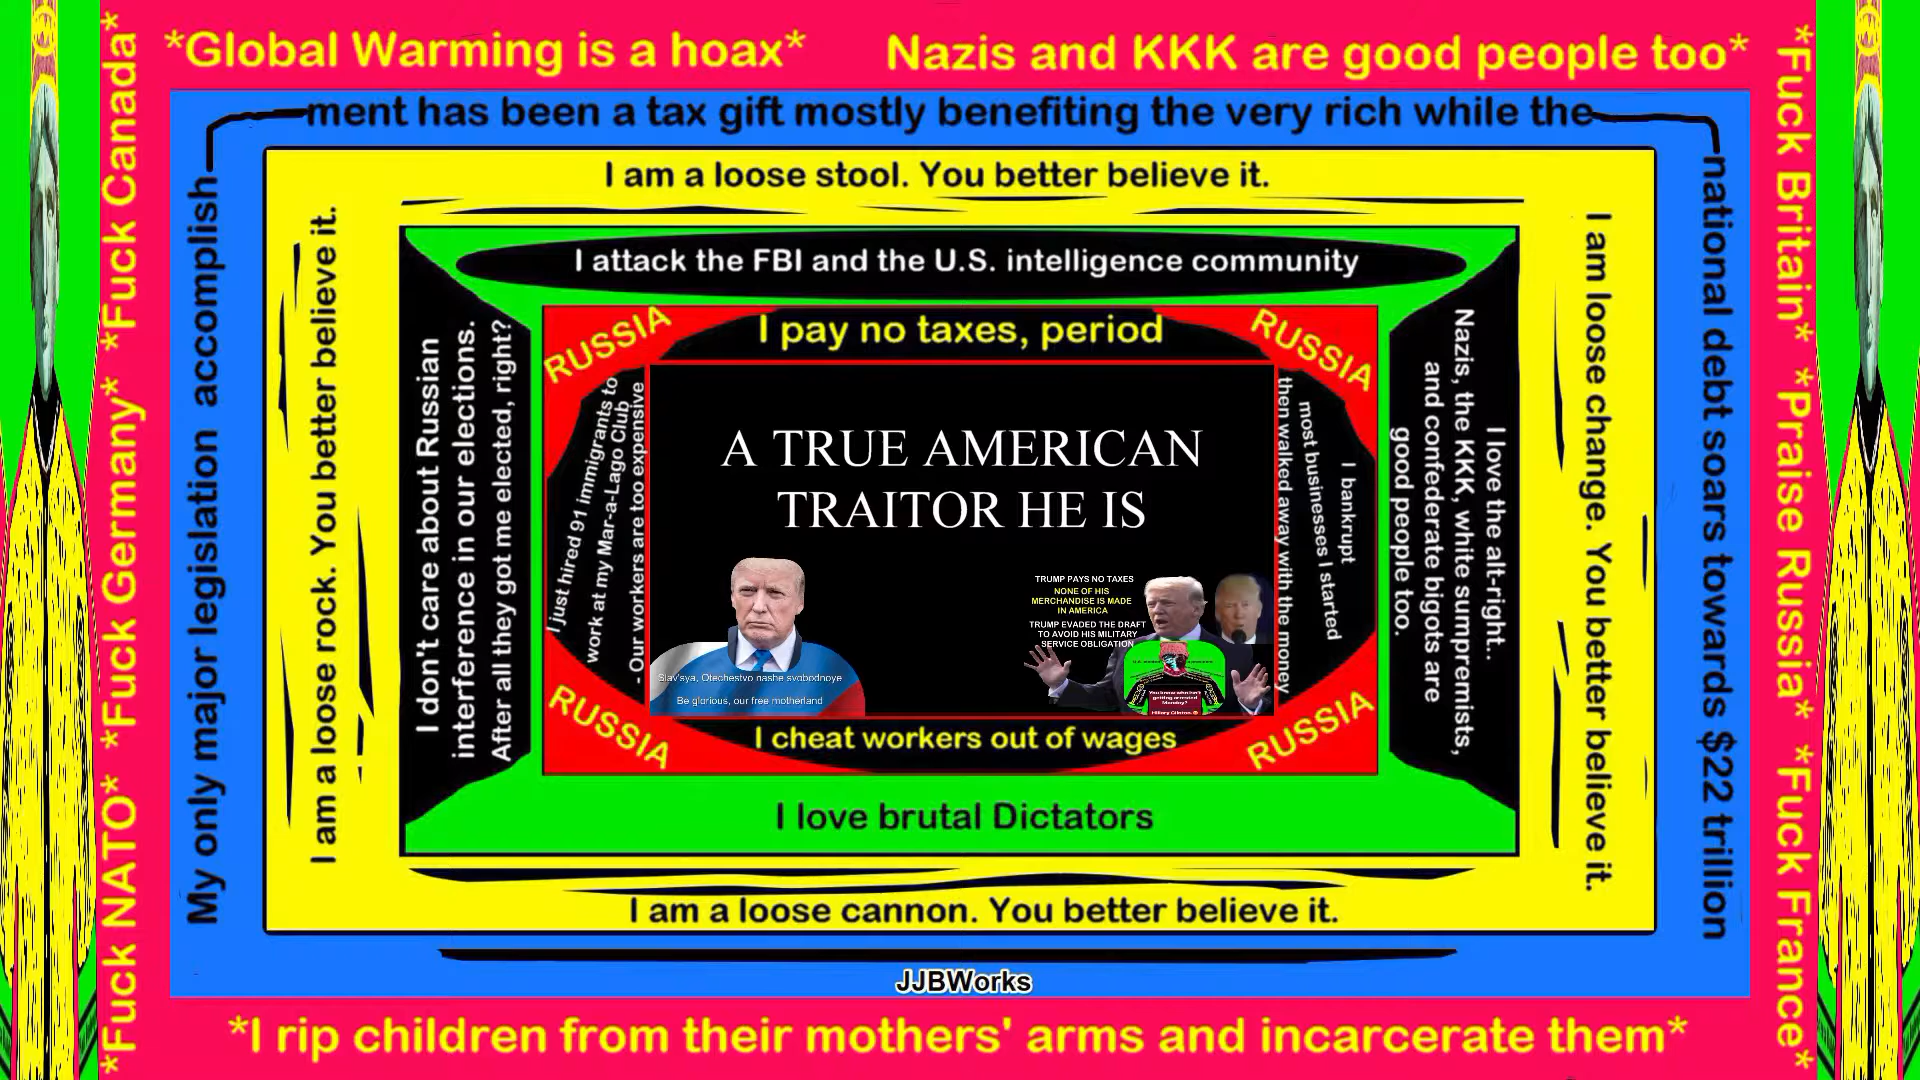 *Global Warming is a hoax*
Nazis and KKK are good people too*
*Fuck NATO* *Fuck Germany* *Fuck Canada*
*Fuck Britain* *Praise Russia* *Fuck France*
My only major legislation accomplish
ment has been a tax gift mostly benefiting the very rich while the
national debt soars towards $22 trillion
I am a loose stool. You better believe it.
I am a loose rock. You better believe it.
I am loose change. You better believe it.
I attack the FBI and the U.S. intelligence community
I don't care about Russian
interference in our elections.
After all they got me elected, right?
I love the alt-right..
Nazis, the KKK, white sumpremists,
and confederate bigots are
good people too.
RUSSIA
I pay no taxes, period
RUSSIA
I just hired 91 immigrants to
work at my Mar-a-Lago Club
- Our workers are too expensive
I bankrupt
most businesses I started
then walked away with the money
A TRUE AMERICAN
TRAITOR HE IS
TRUMP PAYS NO TAXES
NONE OF HIS
MERCHANDISE IS MADE
IN AMERICA
TRUMP EVADED THE DRAFT
TO AVOID HIS MILITARY
SERVICE OBLIGATION
Slav'sya, Otechestvo nashe svobodnoye
Be glorious, our free motherland
You know who isn't
getting arrested
Monday?
Hillary Clinton.
RUSSIA
I cheat workers out of wages
RUSSIA
I love brutal Dictators
I am a loose cannon. You better believe it.
JJBWorks
*I rip children from their mothers' arms and incarcerate them*